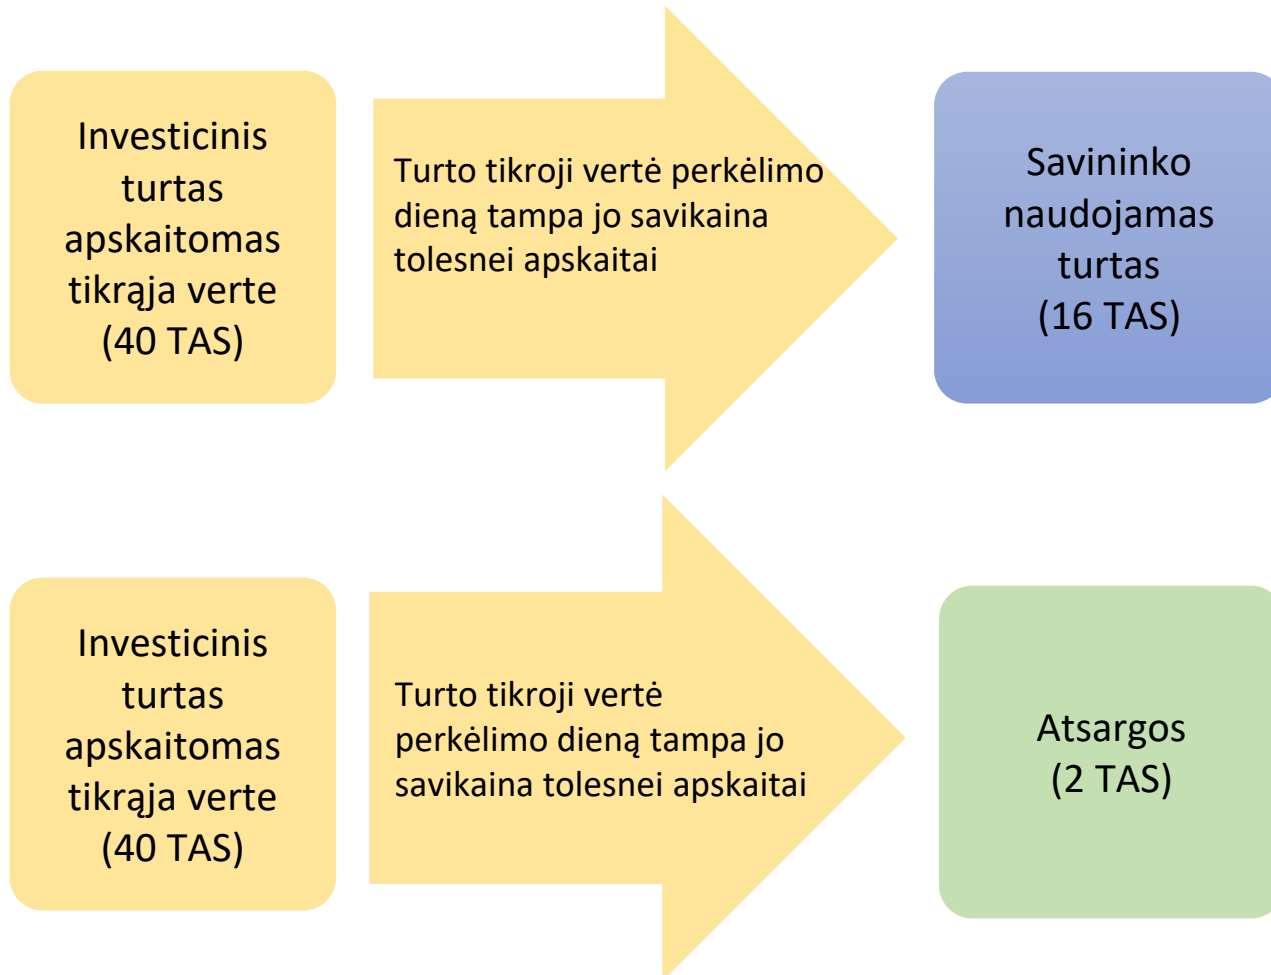 Investicinis
turtas
apskaitomas
tikrąja verte
(40 TAS)
Turto tikroji vertė perkėlimo
dieną tampa jo savikaina
tolesnei apskaitai
Savininko
naudojamas
turtas
(16 TAS)
Investicinis
turtas
apskaitomas
tikrąja verte
(40 TAS)
Turto tikroji vertė
perkėlimo dieną tampa jo
savikaina tolesnei apskaitai
Atsargos
(2 TAS)